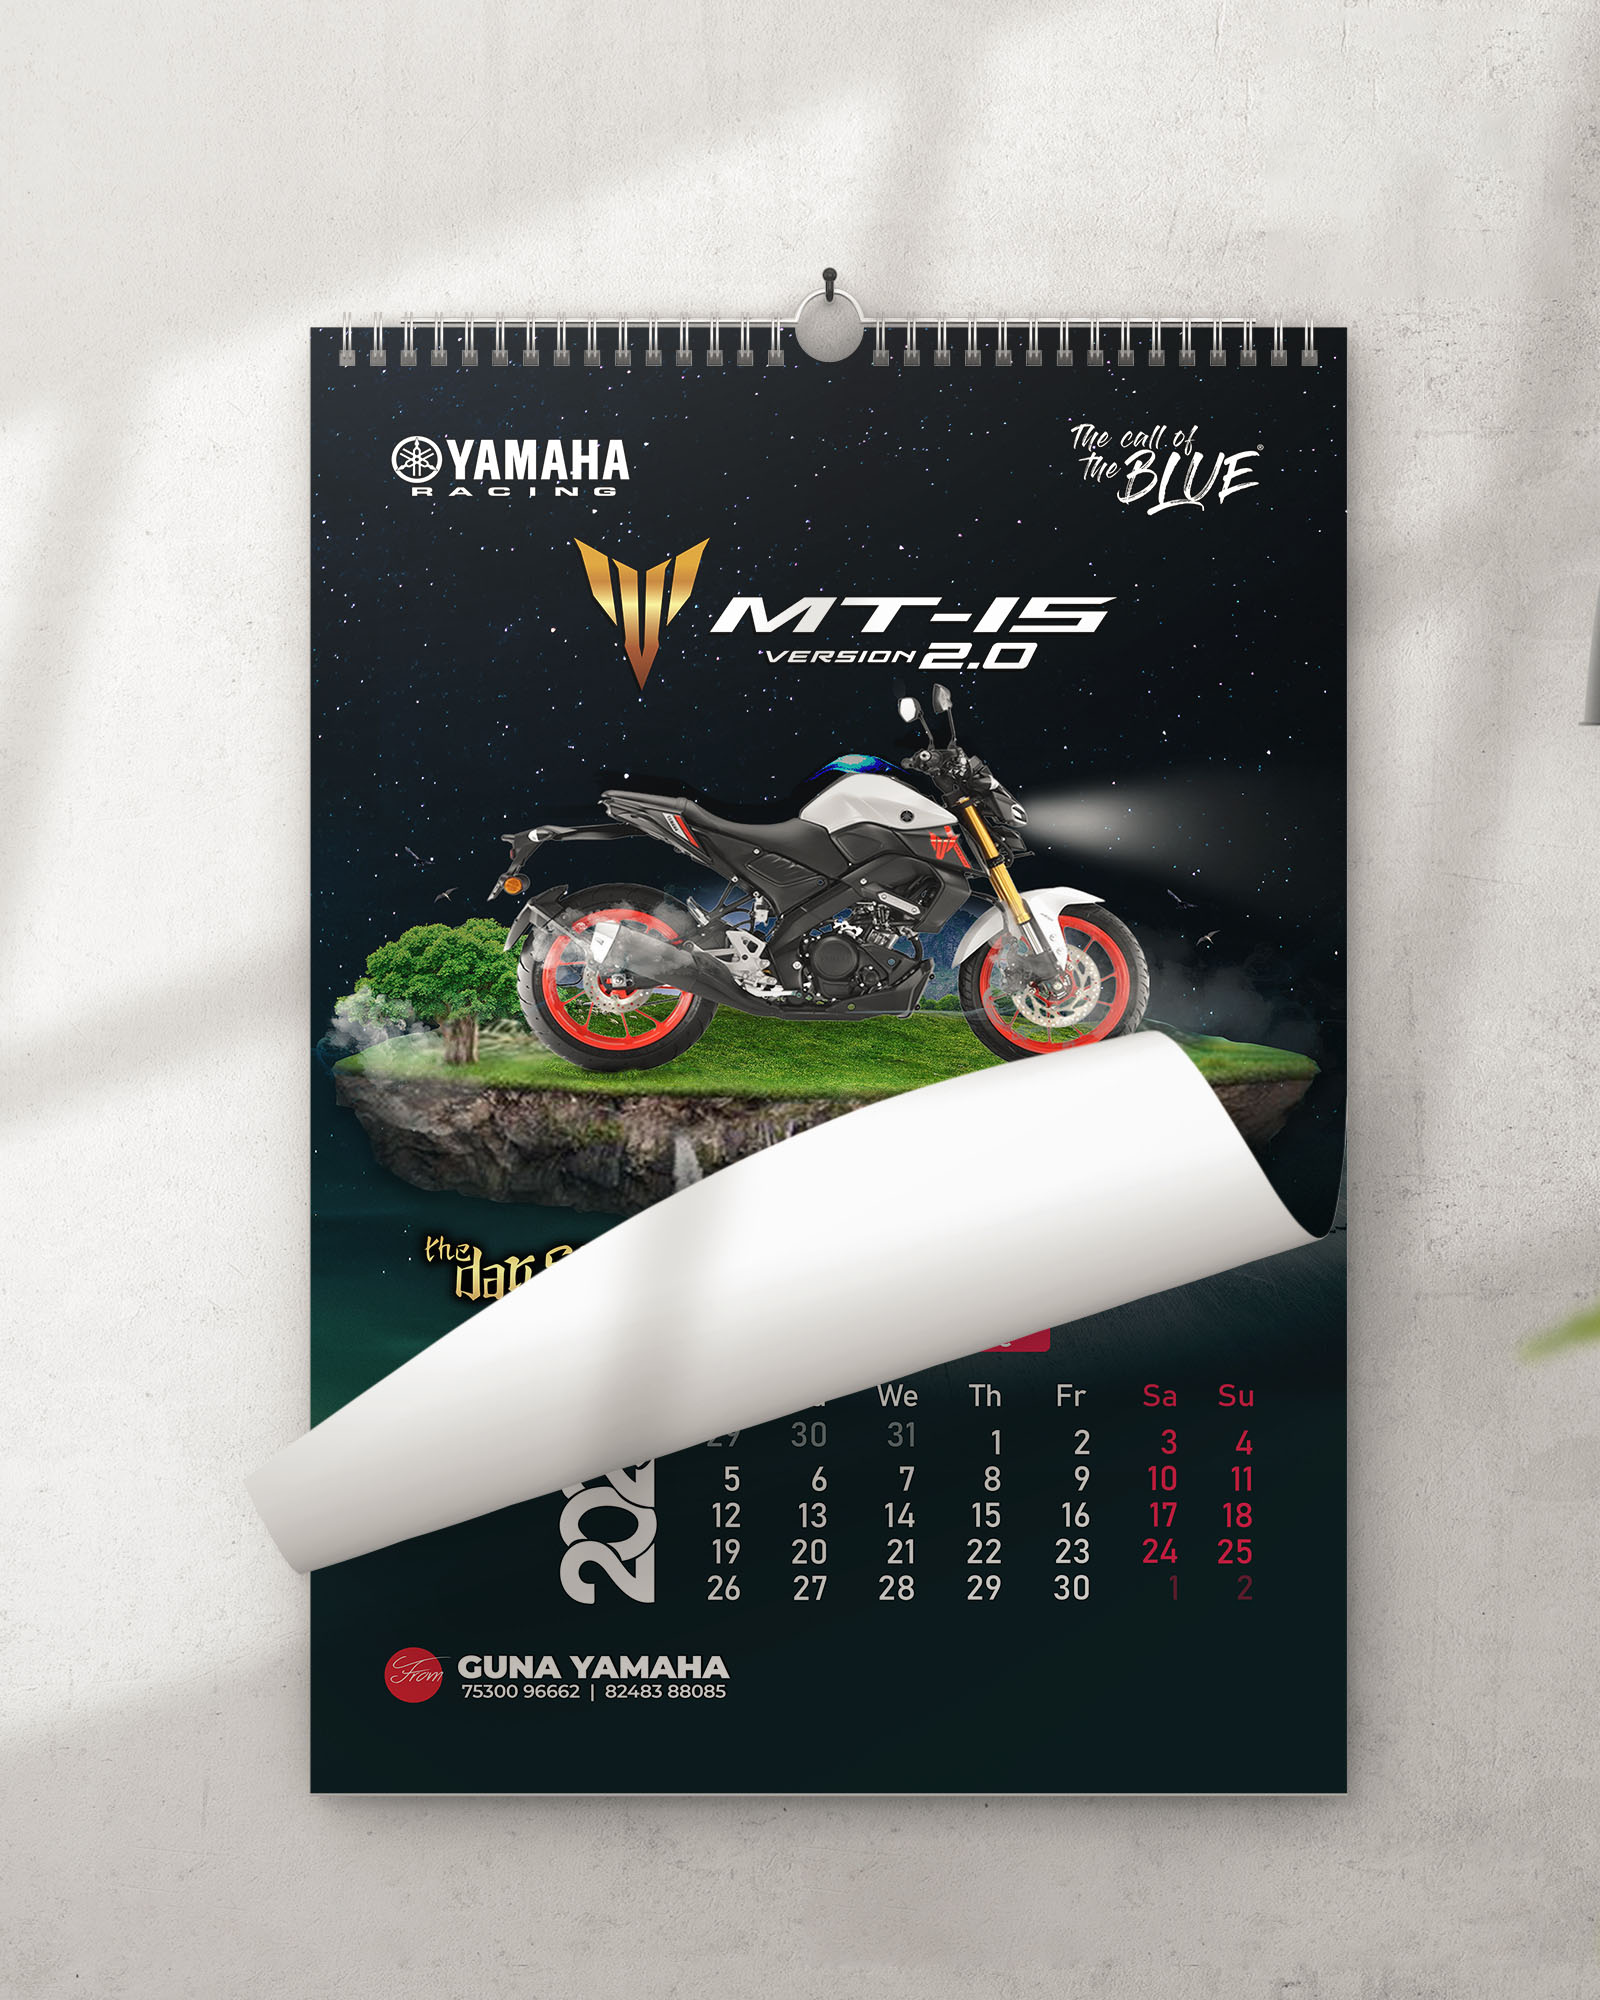 YAMAHA
RACING
The call of
the BLUE®
MT-15
VERSION 2.0
the
We Th Fr Sa Su
29 30 31 1 2 3 4
5 6 7 8 9 10 11
12 13 14 15 16 17 18
19 20 21 22 23 24 25
26 27 28 29 30 1 2
From GUNA YAMAHA
75300 96662 | 82483 88085